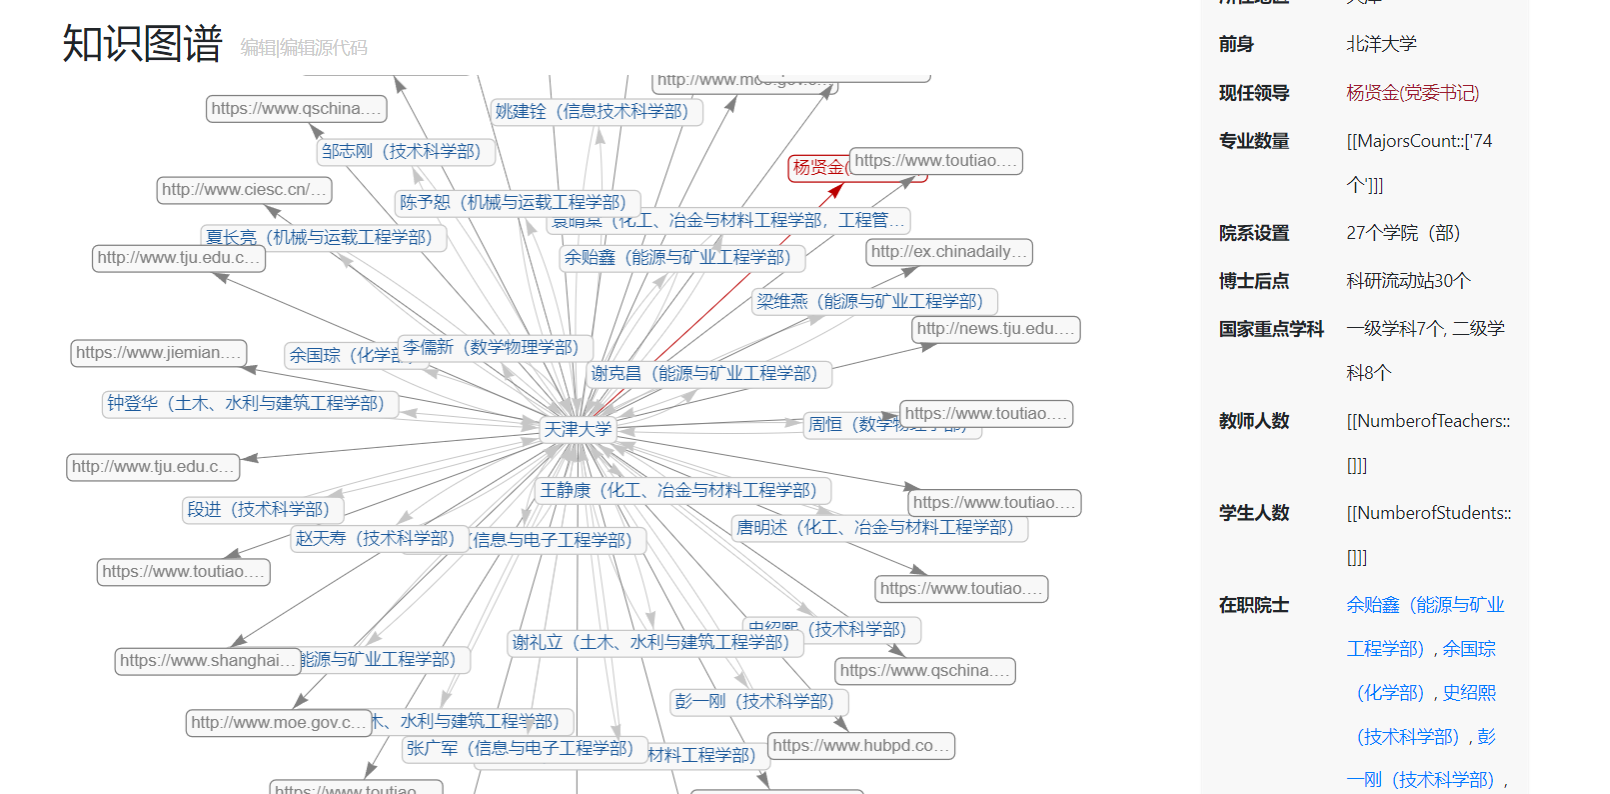 知识图谱 编辑|编辑源代码
http://www.moe.gov.c...
https://www.qschina....
姚建铨（信息技术科学部）
邹志刚（技术科学部）
杨贤金(
https://www.toutiao....
http://www.ciesc.cn/...
陈予恕（机械与运载工程学部）
袁晴棠（化工、冶金与材料工程学部，工程管...
夏长亮（机械与运载工程学部）
http://www.tju.edu.c...
余贻鑫（能源与矿业工程学部）
http://ex.chinadaily...
梁维燕（能源与矿业工程学部）
http://news.tju.edu....
https://www.jiemian....
余国琮（化学部
李儒新（数学物理学部）
谢克昌（能源与矿业工程学部）
钟登华（土木、水利与建筑工程学部）
天津大学
周恒（数学物理学部）
https://www.toutiao....
http://www.tju.edu.c...
王静康（化工、冶金与材料工程学部）
https://www.toutiao....
段进（技术科学部）
唐明述（化工、冶金与材料工程学部）
赵天寿（技术科学部）
（信息与电子工程学部）
https://www.toutiao....
https://www.toutiao....
史绍熙（技术科学部）
谢礼立（土木、水利与建筑工程学部）
https://www.shanghai...
能源与矿业工程学部）
https://www.qschina....
彭一刚（技术科学部）
http://www.moe.gov.c...
木、水利与建筑工程学部）
张广军（信息与电子工程学部）
材料工程学部）
https://www.hubpd.co...
https://www.toutiao....
所在地区 天津
前身 北洋大学
现任领导 杨贤金(党委书记)
专业数量 [[MajorsCount::['74
个']]]
院系设置 27个学院（部）
博士后点 科研流动站30个
国家重点学科 一级学科7个, 二级学
科8个
教师人数 [[NumberofTeachers::
[]]]
学生人数 [[NumberofStudents::
[]]]
在职院士 余贻鑫（能源与矿业
工程学部）, 余国琮
（化学部）, 史绍熙
（技术科学部）, 彭
一刚（技术科学部）,